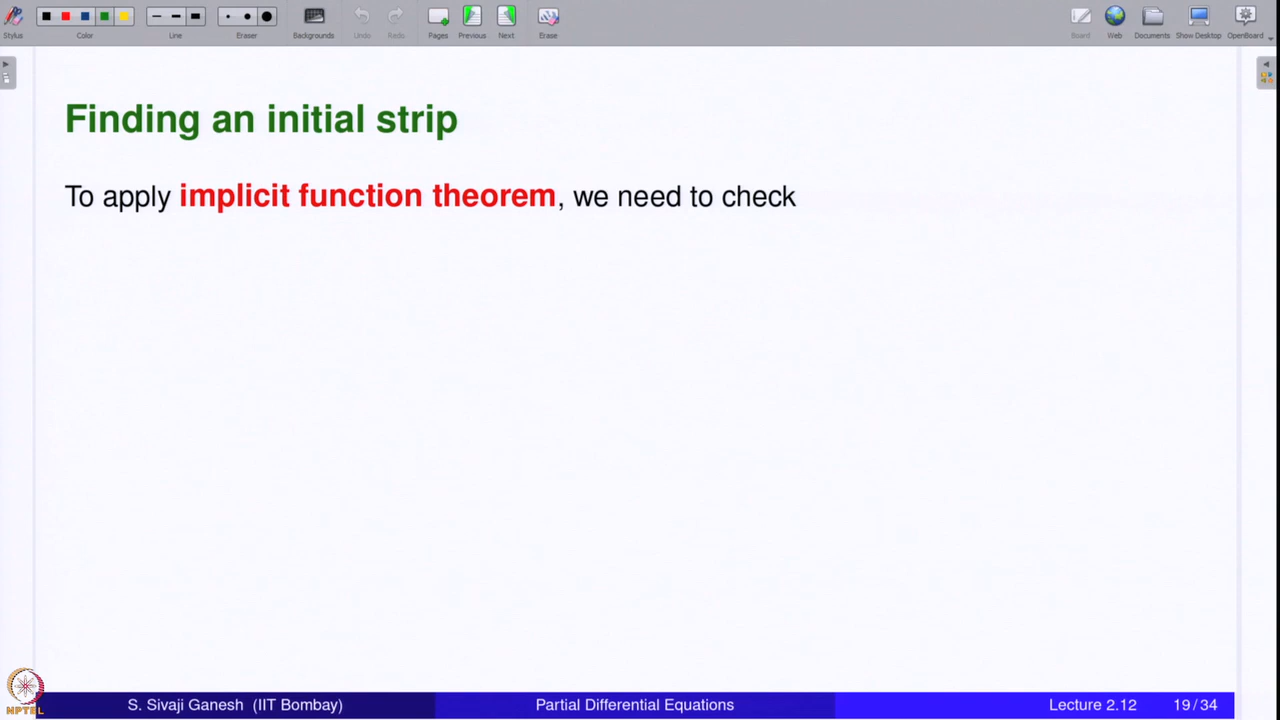 Stylus Color Line Eraser Backgrounds Undo Redo Pages Previous Next Erase Board Web Documents Show Desktop OpenBoard
Finding an initial strip
To apply implicit function theorem, we need to check
NPTEL
S. Sivaji Ganesh (IIT Bombay) Partial Differential Equations Lecture 2.12 19/34